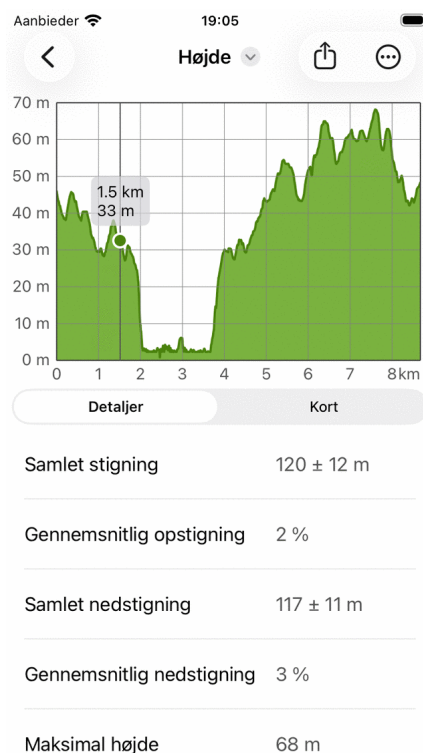 Aanbieder 19:05
Højde
70 m
60 m
50 m
40 m
30 m
20 m
10 m
0 m
1.5 km
33 m
0 1 2 3 4 5 6 7 8 km
Detaljer Kort
Samlet stigning 120 ± 12 m
Gennemsnitlig opstigning 2 %
Samlet nedstigning 117 ± 11 m
Gennemsnitlig nedstigning 3 %
Maksimal højde 68 m